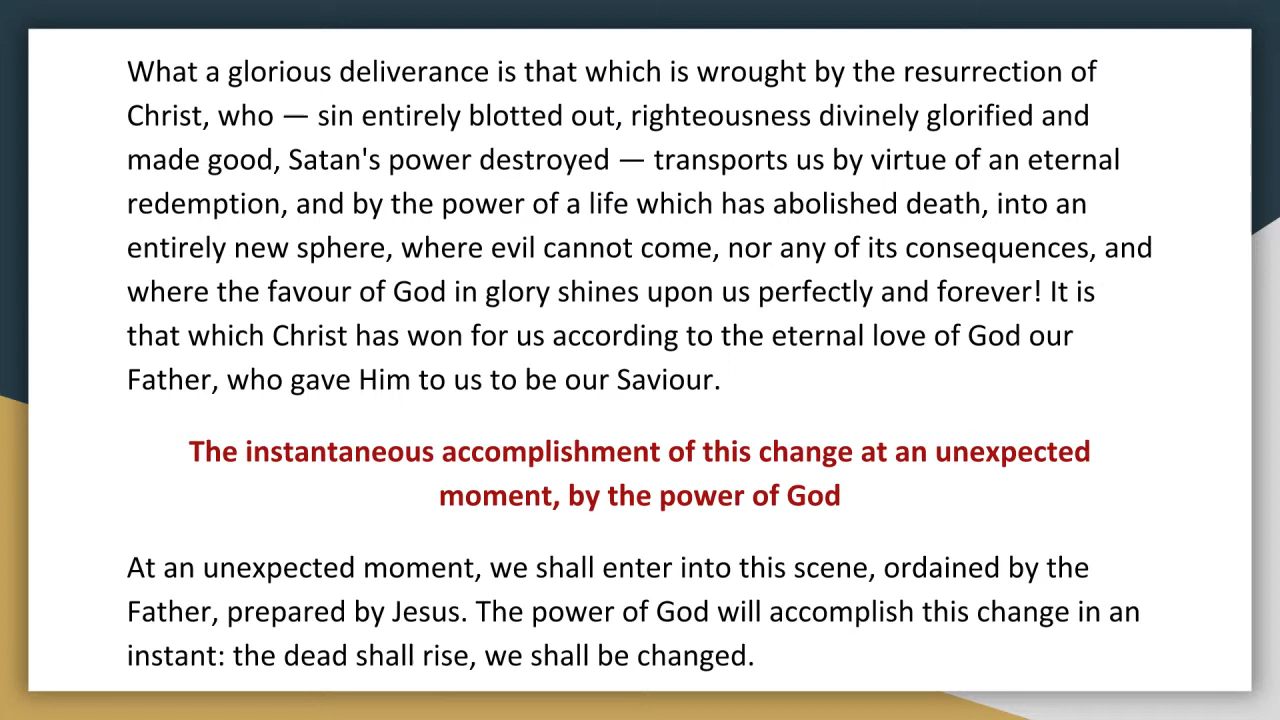 What a glorious deliverance is that which is wrought by the resurrection of
Christ, who — sin entirely blotted out, righteousness divinely glorified and
made good, Satan's power destroyed — transports us by virtue of an eternal
redemption, and by the power of a life which has abolished death, into an
entirely new sphere, where evil cannot come, nor any of its consequences, and
where the favour of God in glory shines upon us perfectly and forever! It is
that which Christ has won for us according to the eternal love of God our
Father, who gave Him to us to be our Saviour.
The instantaneous accomplishment of this change at an unexpected
moment, by the power of God
At an unexpected moment, we shall enter into this scene, ordained by the
Father, prepared by Jesus. The power of God will accomplish this change in an
instant: the dead shall rise, we shall be changed.